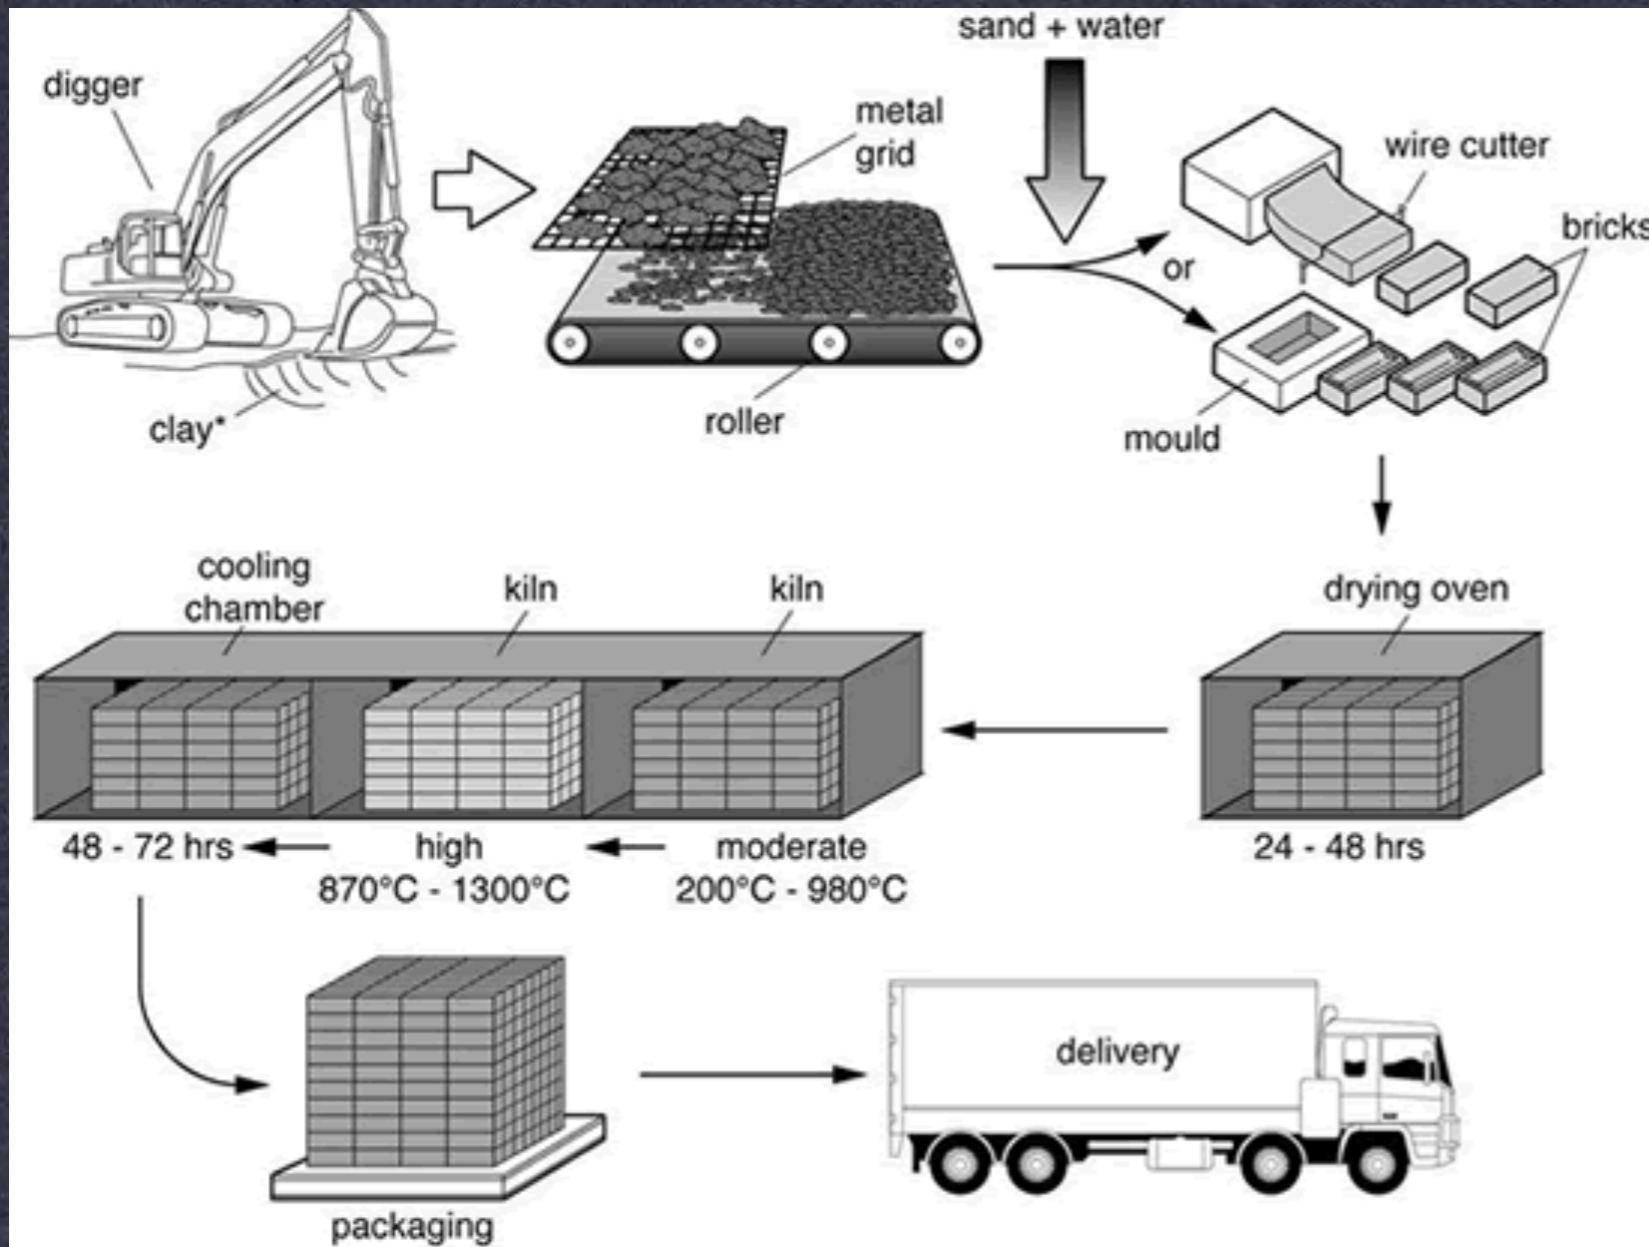 digger
clay*
metal
grid
roller
sand + water
or
wire cutter
bricks
mould
drying oven
24 - 48 hrs
kiln
moderate
200°C - 980°C
kiln
high
870°C - 1300°C
cooling
chamber
48 - 72 hrs
packaging
delivery